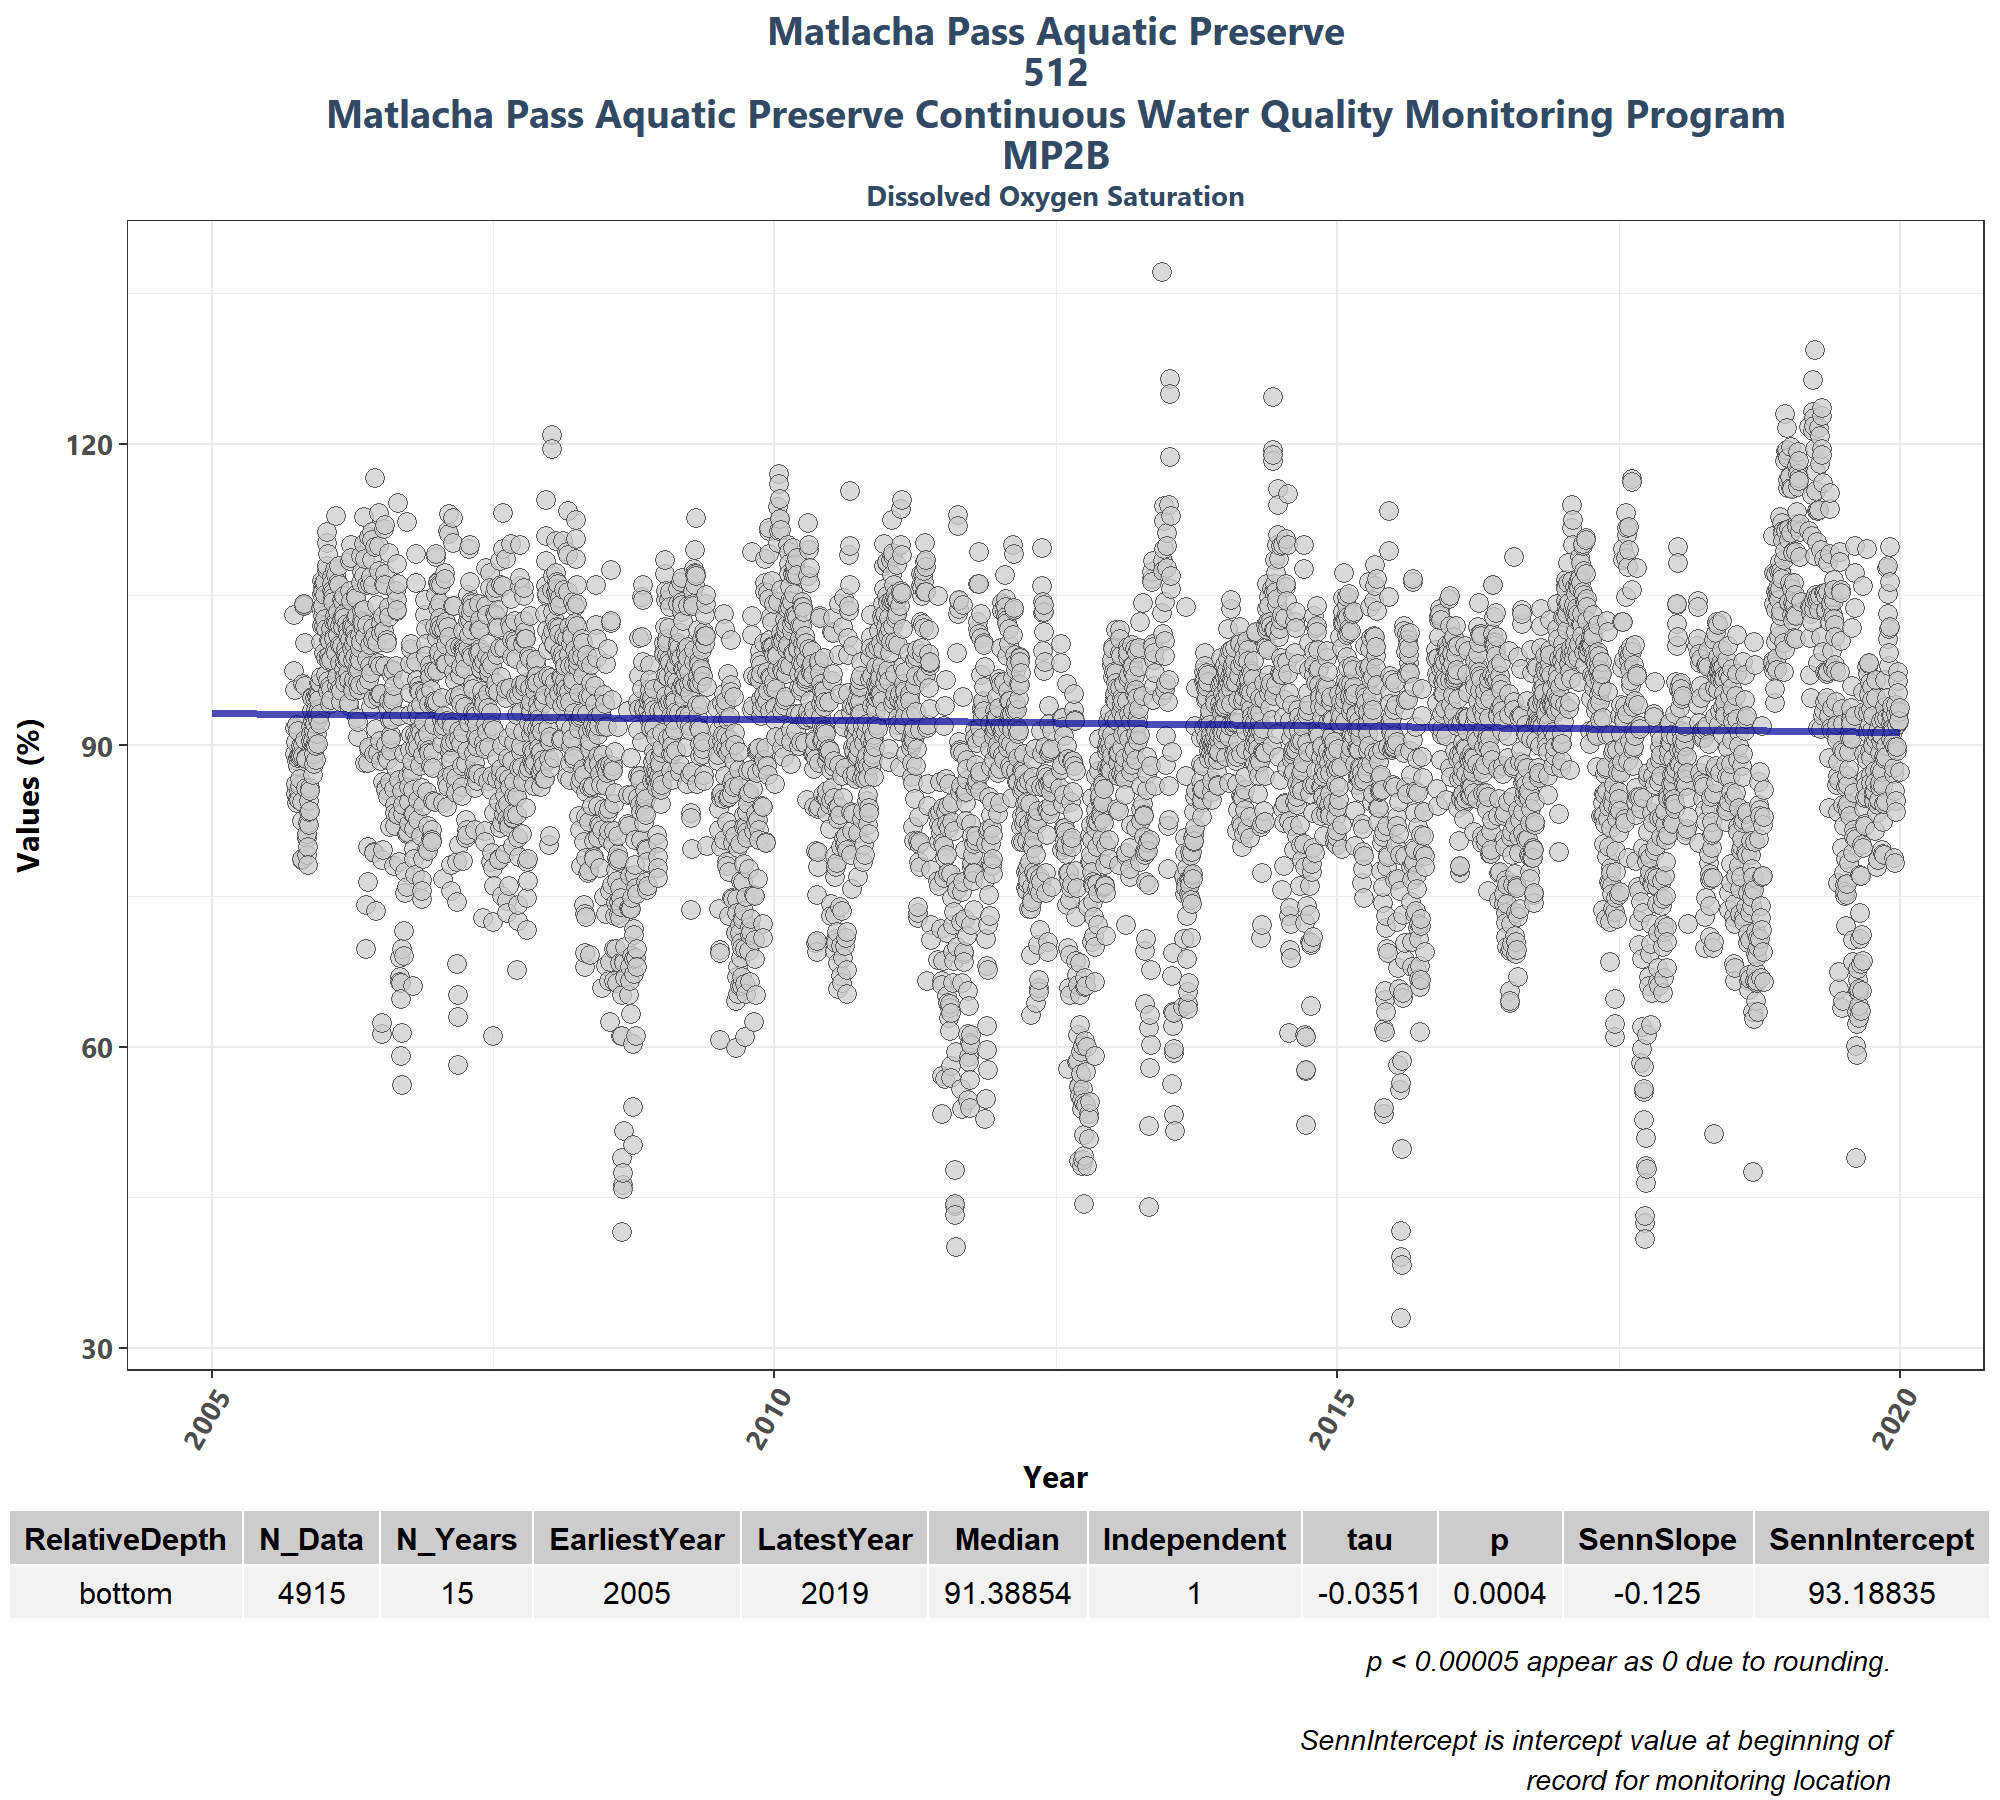 Matlacha Pass Aquatic Preserve
512
Matlacha Pass Aquatic Preserve Continuous Water Quality Monitoring Program
MP2B
Dissolved Oxygen Saturation
Values (%)
120
90
60
30
2005 2010 2015 2020
Year
RelativeDepth N_Data N_Years EarliestYear LatestYear Median Independent tau p SennSlope SennIntercept
bottom 4915 15 2005 2019 91.38854 1 -0.0351 0.0004 -0.125 93.18835
p < 0.00005 appear as 0 due to rounding.
SennIntercept is intercept value at beginning of
record for monitoring location